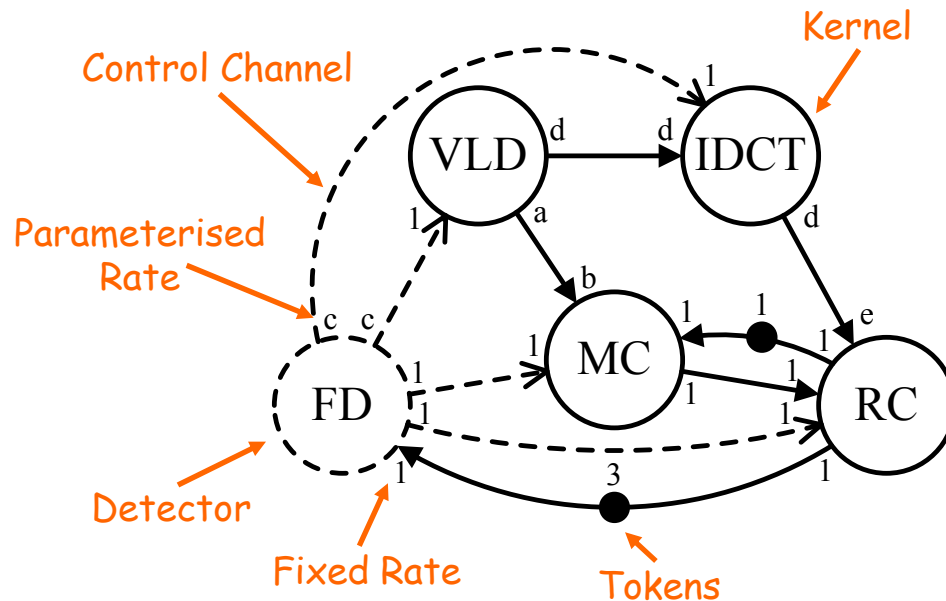 Kernel
Control Channel
1
VLD
d
d
IDCT
1
a
d
Parameterised
Rate
b
1
1
e
c
c
1
1
FD
1
MC
1
1
RC
1
1
1
1
3
1
Detector
Fixed Rate
Tokens